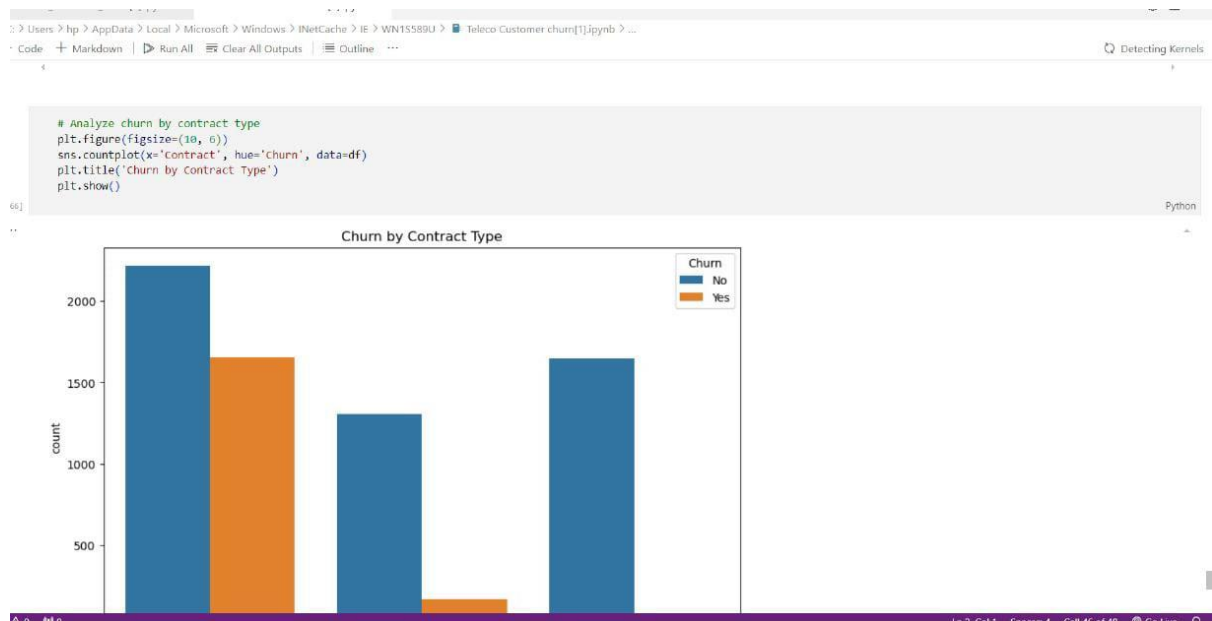 > Users > hp > AppData > Local > Microsoft > Windows > INetCache > IE > WN1S589U > Teleco Customer churn[1].ipynb > ...
Code + Markdown | Run All Clear All Outputs | Outline ...
Detecting Kernels
# Analyze churn by contract type
plt.figure(figsize=(10, 6))
sns.countplot(x='Contract', hue='Churn', data=df)
plt.title('Churn by Contract Type')
plt.show()
66]
Python
Churn by Contract Type
Churn
No
Yes
2000
1500
1000
500
count